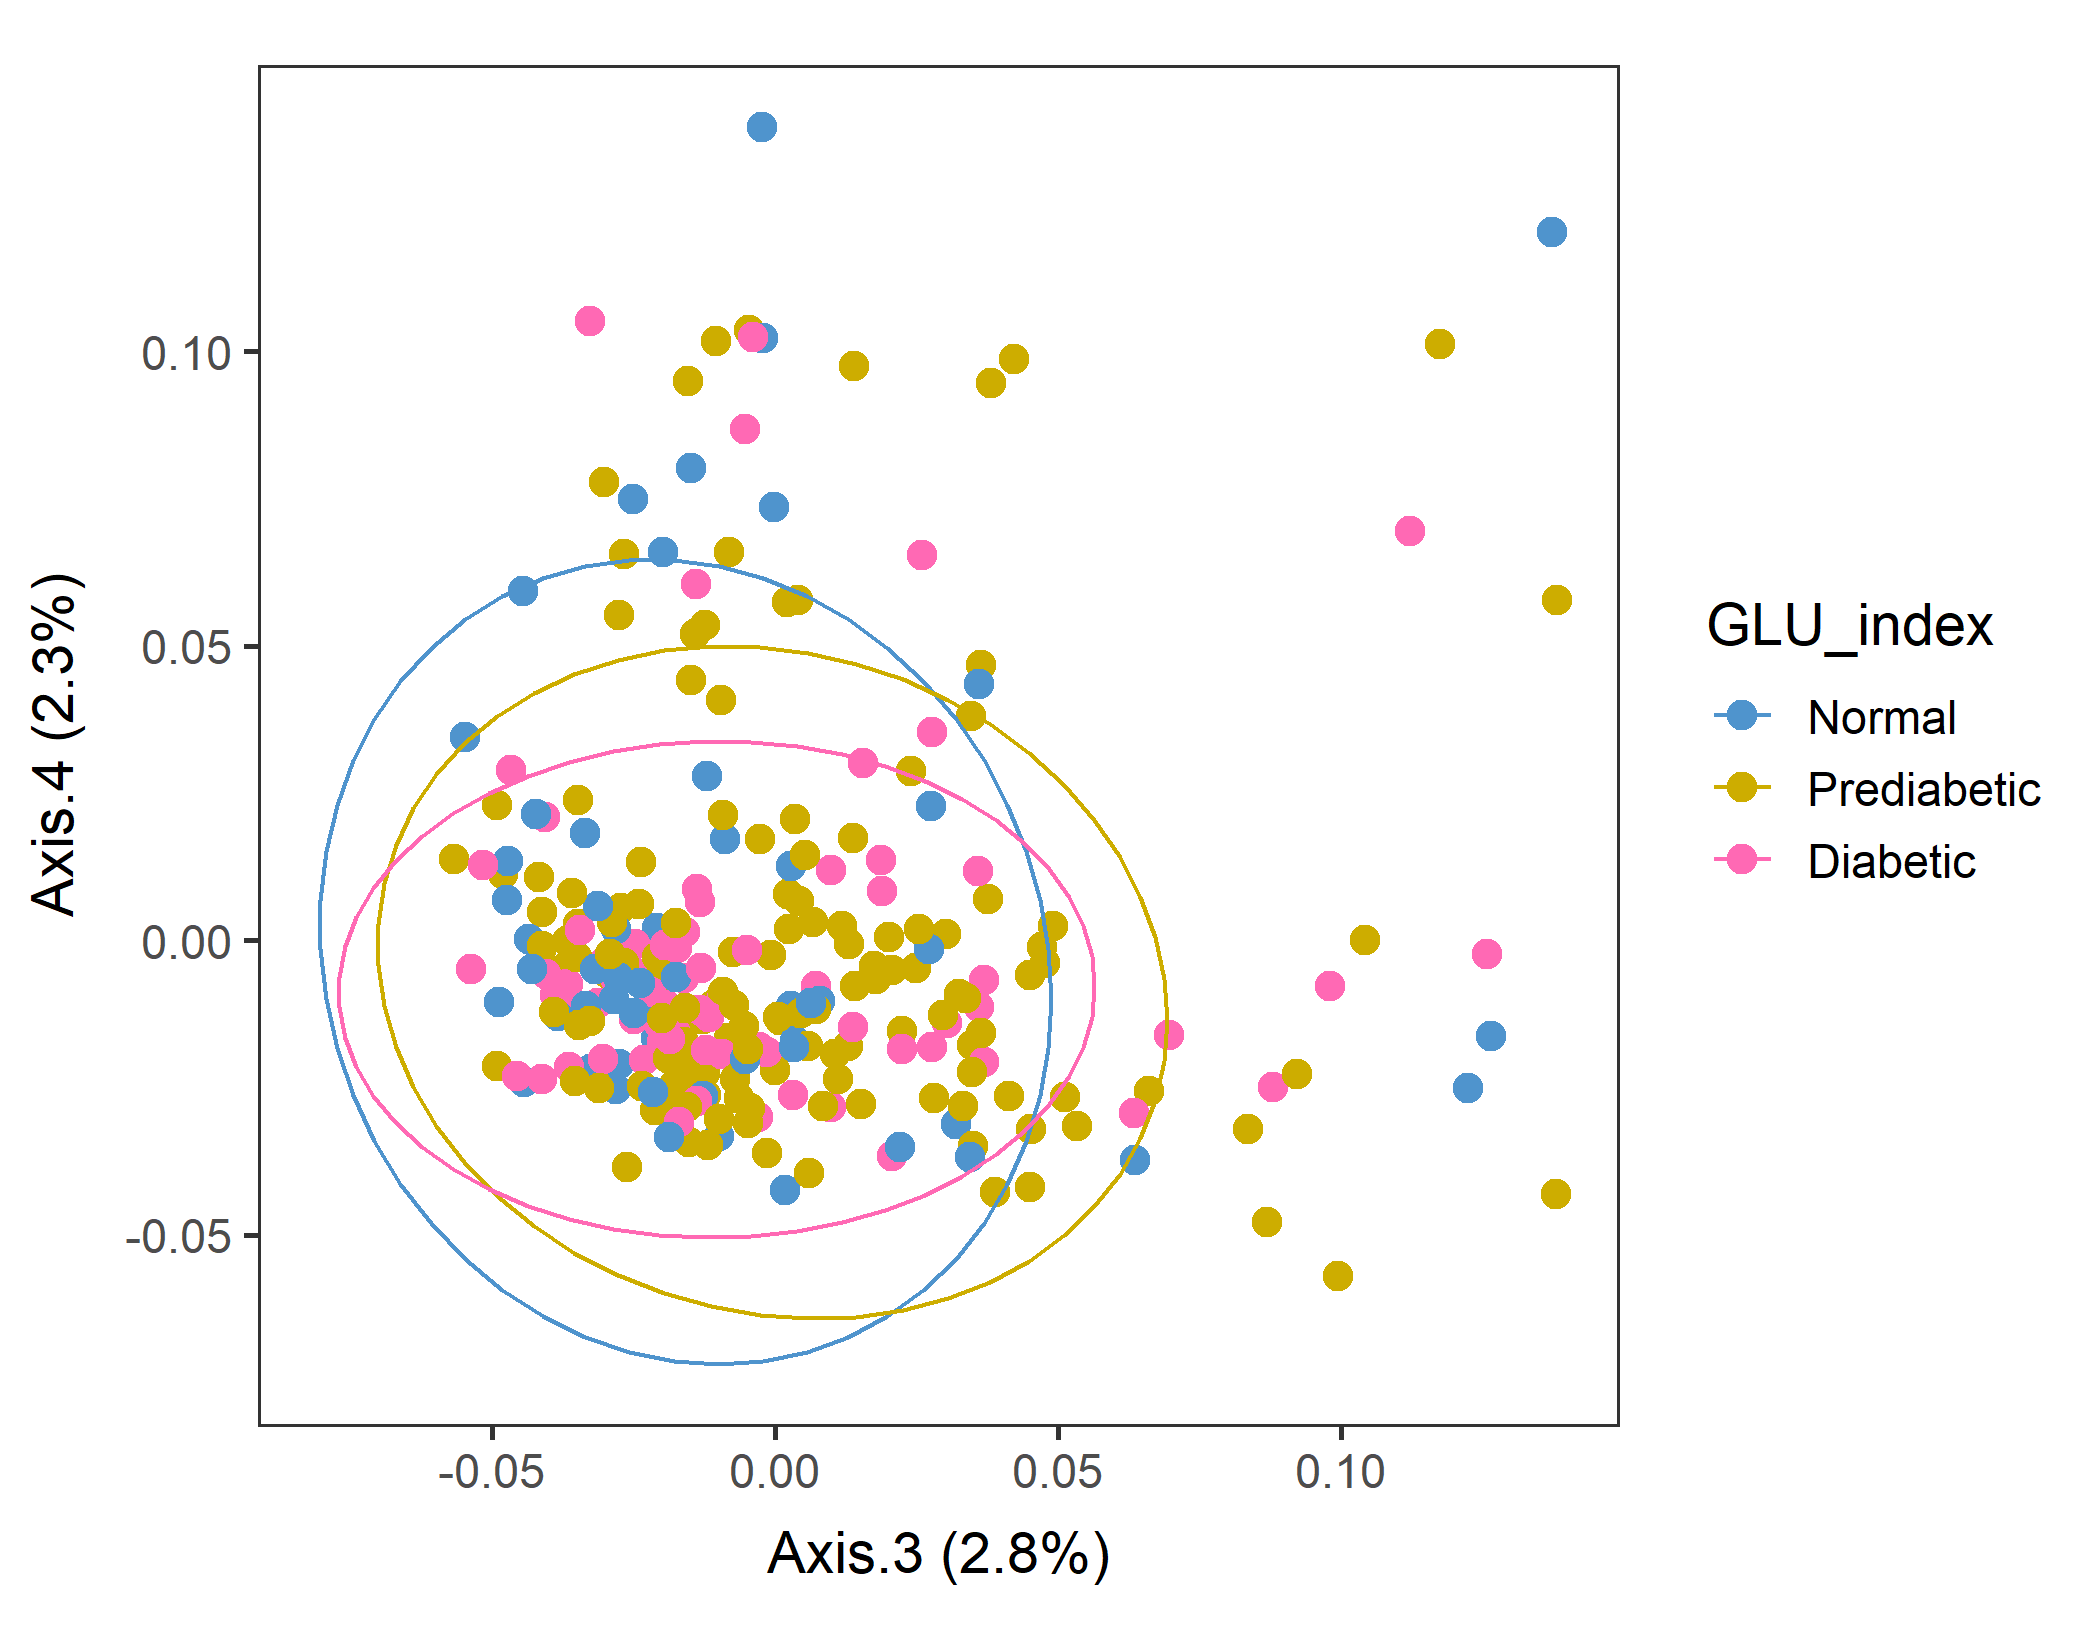 Axis.4 (2.3%)
0.10
0.05
0.00
-0.05
-0.05
0.00
0.05
0.10
Axis.3 (2.8%)
GLU_index
Normal
Prediabetic
Diabetic